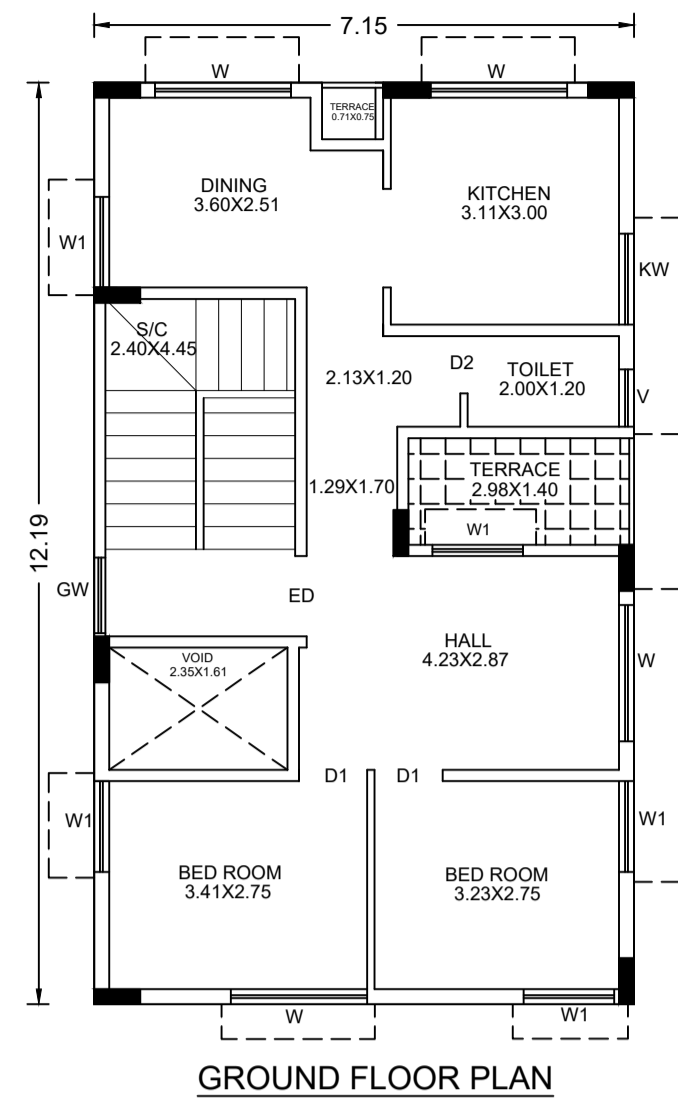 7.15
W
W
TERRACE
0.71X0.75
DINING
3.60X2.51
KITCHEN
3.11X3.00
W1
KW
S/C
2.40X4.45
2.13X1.20
D2
TOILET
2.00X1.20
V
1.29X1.70
TERRACE
2.98X1.40
W1
12.19
GW
ED
HALL
4.23X2.87
W
VOID
2.35X1.61
D1
D1
W1
W1
BED ROOM
3.41X2.75
BED ROOM
3.23X2.75
W
W1
GROUND FLOOR PLAN